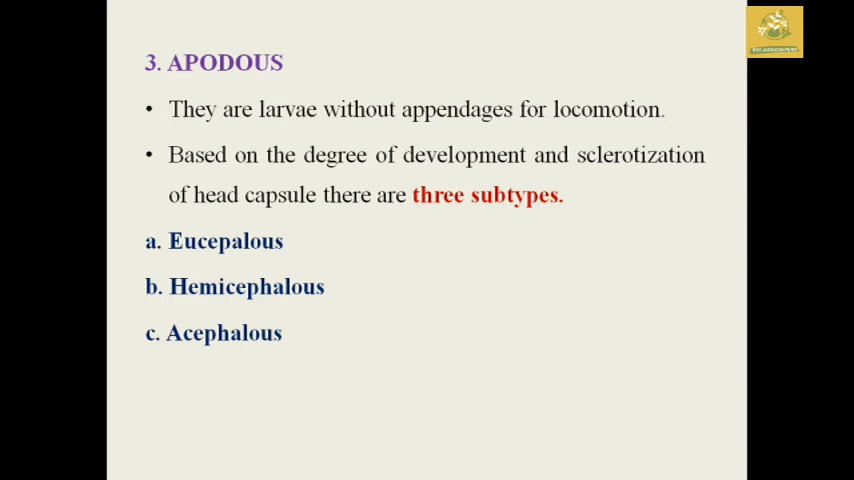 3. APODOUS
• They are larvae without appendages for locomotion.
• Based on the degree of development and sclerotization
of head capsule there are three subtypes.
a. Eucepalous
b. Hemicephalous
c. Acephalous